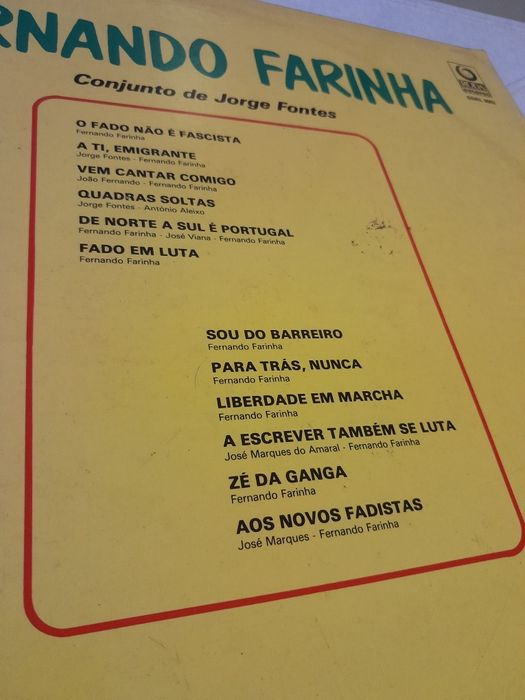 RNANDO FARINHA
Conjunto de Jorge Fontes
O FADO NÃO É FASCISTA
Fernando Farinha
A TI, EMIGRANTE
Jorge Fontes - Fernando Farinha
VEM CANTAR COMIGO
João Fernando - Fernando Farinha
QUADRAS SOLTAS
Jorge Fontes - António Aleixo
DE NORTE A SUL É PORTUGAL
Fernando Farinha - José Viana - Fernando Farinha
FADO EM LUTA
Fernando Farinha
SOU DO BARREIRO
Fernando Farinha
PARA TRÁS, NUNCA
Fernando Farinha
LIBERDADE EM MARCHA
Fernando Farinha
A ESCREVER TAMBÉM SE LUTA
José Marques do Amaral - Fernando Farinha
ZÉ DA GANGA
Fernando Farinha
AOS NOVOS FADISTAS
José Marques - Fernando Farinha